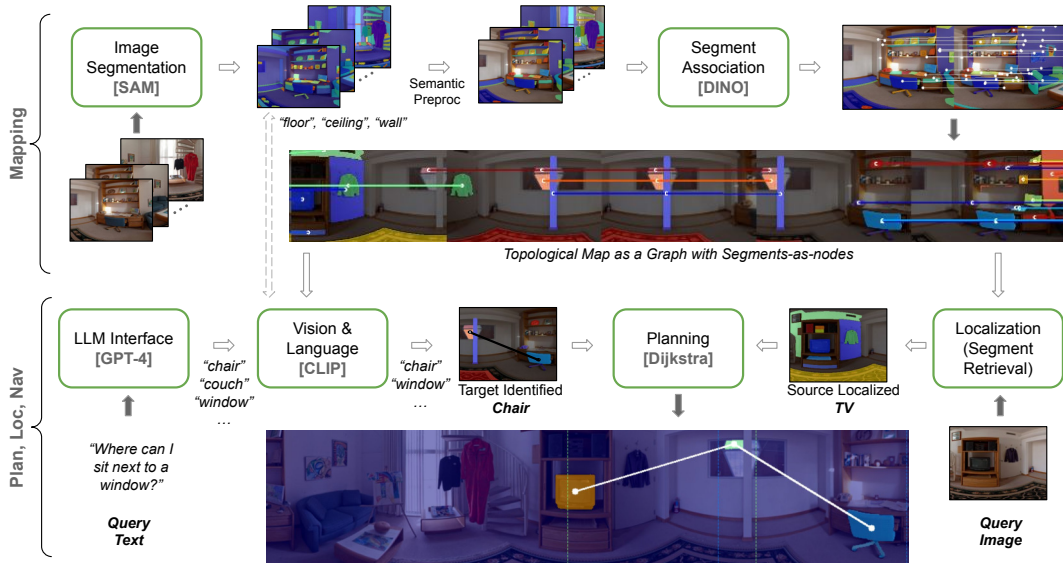 Mapping
Image
Segmentation
[SAM]
Semantic
Preproc
Segment
Association
[DINO]
“floor”, “ceiling”, “wall”
Topological Map as a Graph with Segments-as-nodes
Plan, Loc, Nav
LLM Interface
[GPT-4]
“chair”
“couch”
“window”
…
Vision &
Language
[CLIP]
“chair”
“window”
…
Target Identified
Chair
Planning
[Dijkstra]
Source Localized
TV
Localization
(Segment
Retrieval)
“Where can I
sit next to a
window?”
Query
Text
Query
Image